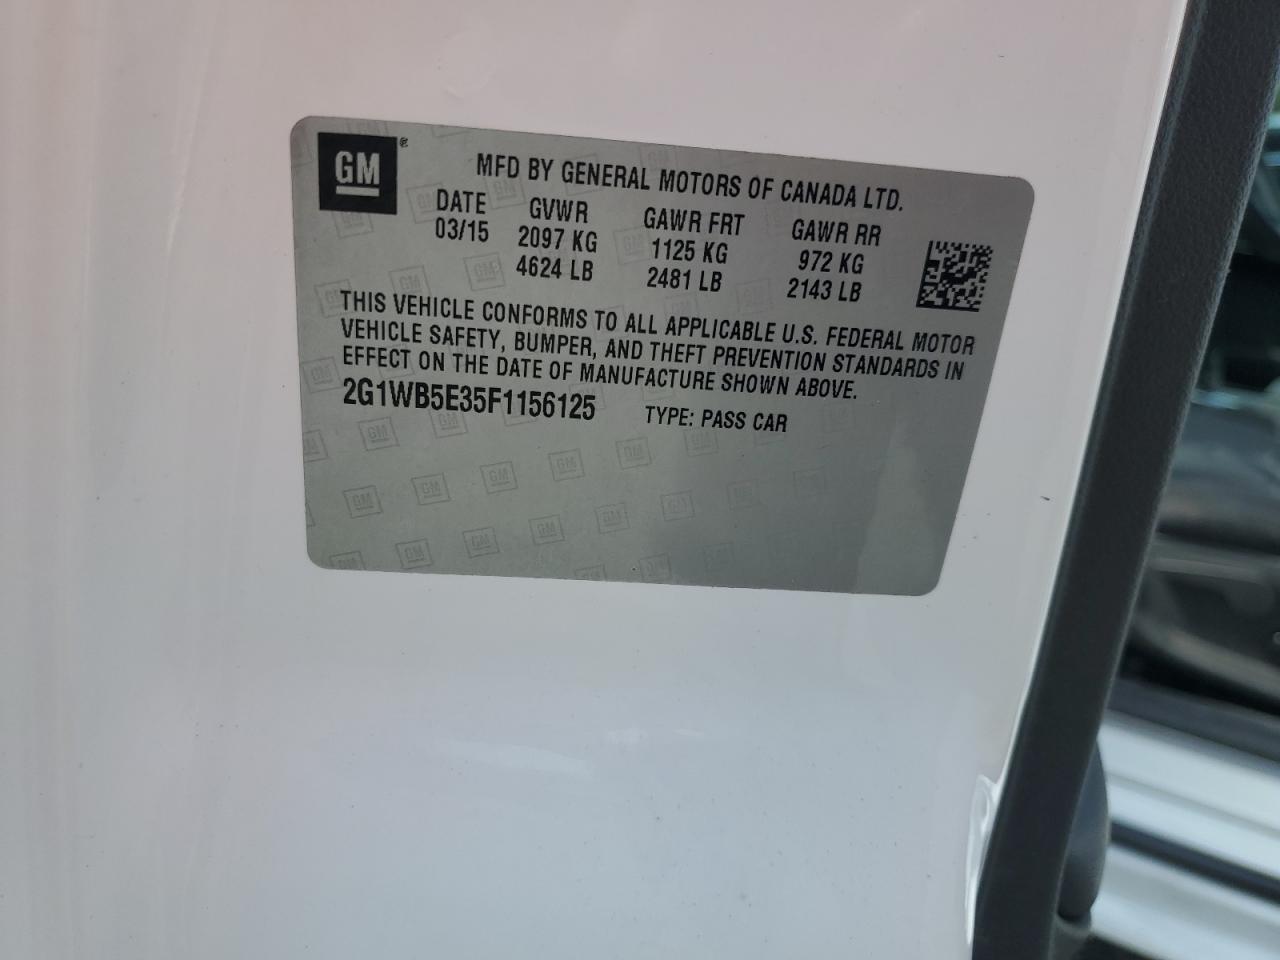 GM®
MFD BY GENERAL MOTORS OF CANADA LTD.
DATE GVWR GAWR FRT GAWR RR
03/15 2097 KG 1125 KG 972 KG
4624 LB 2481 LB 2143 LB
THIS VEHICLE CONFORMS TO ALL APPLICABLE U.S. FEDERAL MOTOR
VEHICLE SAFETY, BUMPER, AND THEFT PREVENTION STANDARDS IN
EFFECT ON THE DATE OF MANUFACTURE SHOWN ABOVE.
2G1WB5E35F1156125 TYPE: PASS CAR